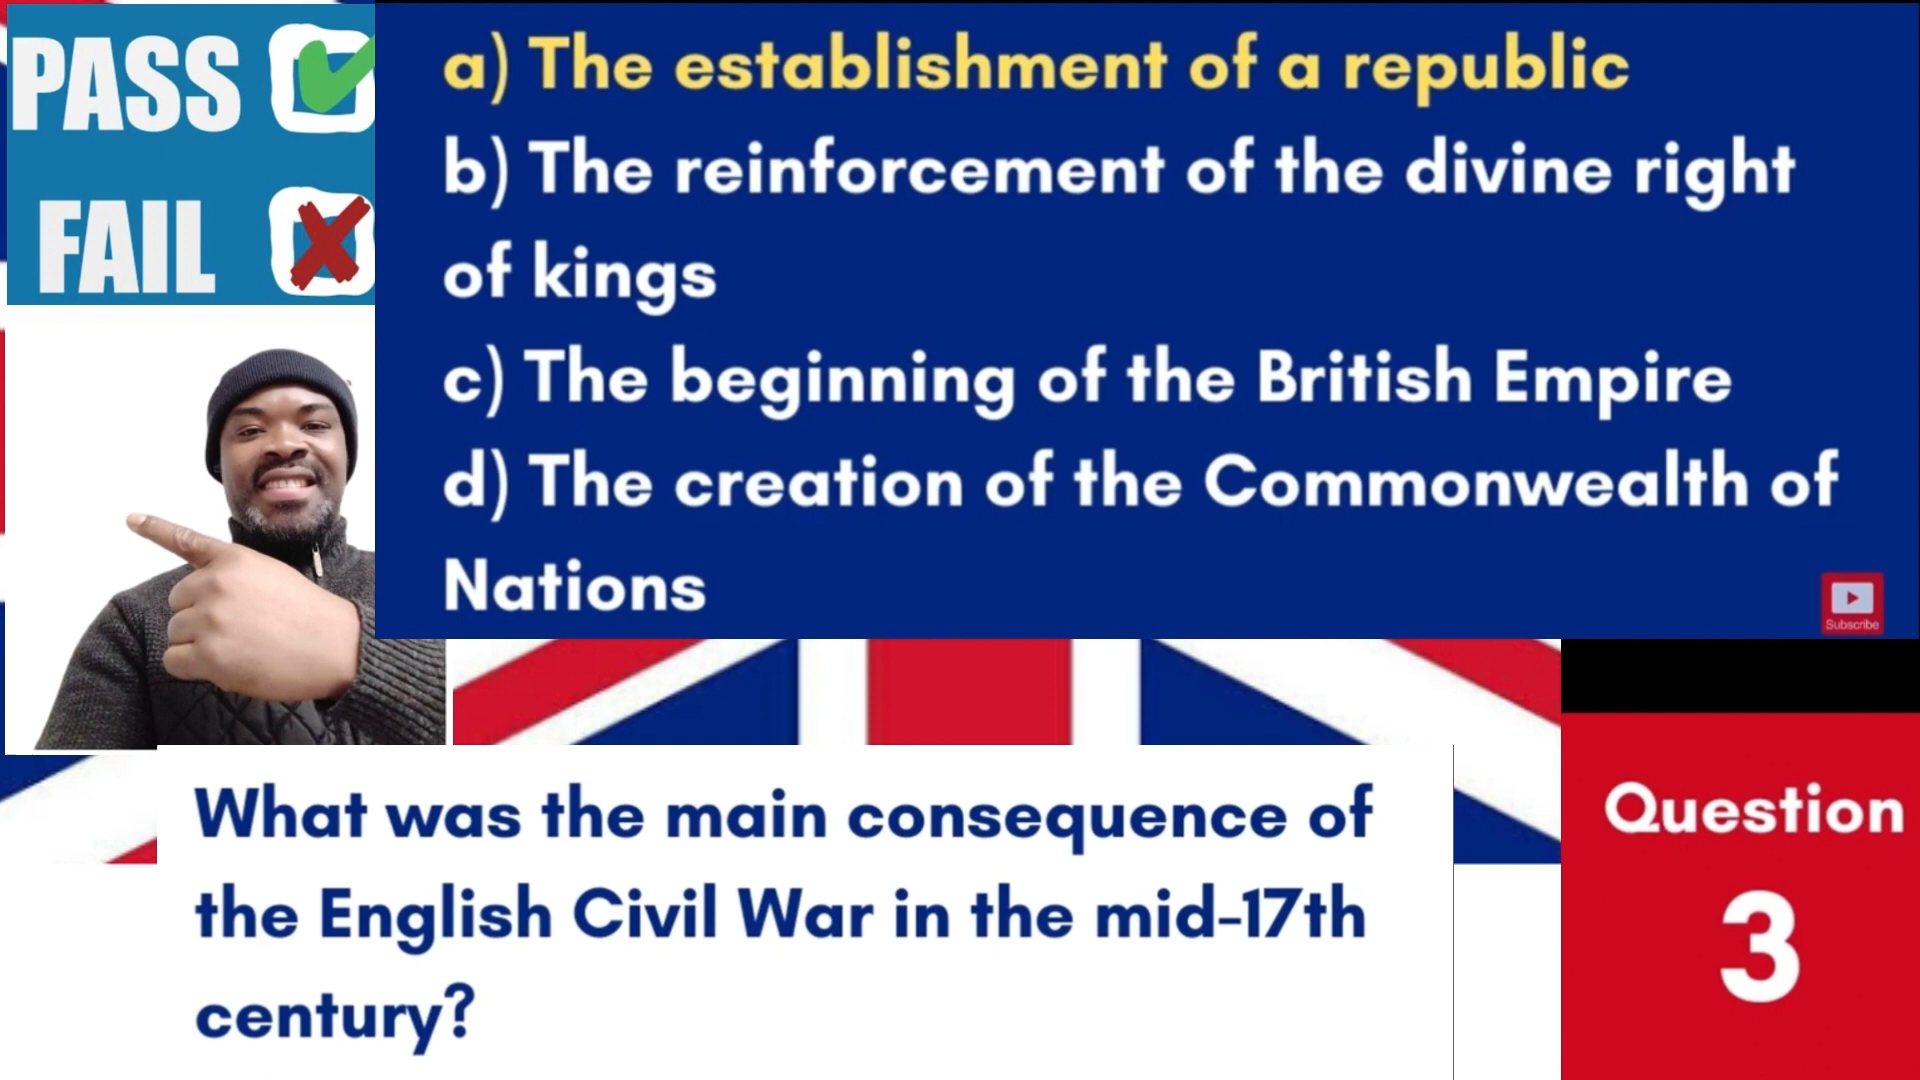 PASS
FAIL
a) The establishment of a republic
b) The reinforcement of the divine right
of kings
c) The beginning of the British Empire
d) The creation of the Commonwealth of
Nations
Subscribe
What was the main consequence of
the English Civil War in the mid-17th
century?
Question
3